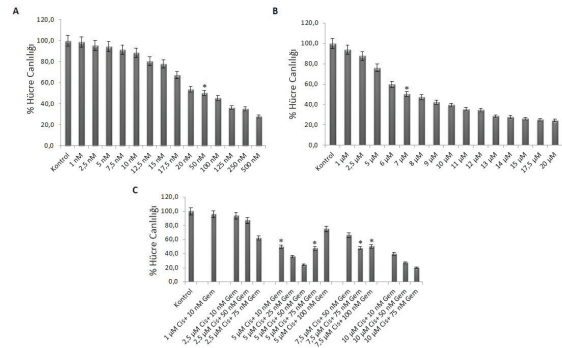 A
% Hücre Canlılığı
120,0
100,0
80,0
60,0
40,0
20,0
0,0
*
Kontrol
1 nM
2,5 nM
5 nM
7,5 nM
10 nM
12,5 nM
15 nM
17,5 nM
20 nM
50 nM
100 nM
125 nM
250 nM
500 nM
B
% Hücre Canlılığı
120,0
100,0
80,0
60,0
40,0
20,0
0,0
*
Kontrol
1 µM
2,5 µM
5 µM
6 µM
7 µM
8 µM
9 µM
10 µM
11 µM
12 µM
13 µM
14 µM
15 µM
17,5 µM
20 µM
C
% Hücre Canlılığı
120,0
100,0
80,0
60,0
40,0
20,0
0,0
* * * *
Kontrol
1 µM Cis+ 10 nM Gem
2,5 µM Cis+ 10 nM Gem
2,5 µM Cis+ 50 nM Gem
2,5 µM Cis+ 75 nM Gem
5 µM Cis+ 10 nM Gem
5 µM Cis+ 25 nM Gem
5 µM Cis+ 50 nM Gem
5 µM Cis+ 75 nM Gem
5 µM Cis+ 100 nM Gem
7,5 µM Cis+ 50 nM Gem
7,5 µM Cis+ 75 nM Gem
7,5 µM Cis+ 100 nM Gem
10 µM Cis+ 10 nM Gem
10 µM Cis+ 50 nM Gem
10 µM Cis+ 75 nM Gem